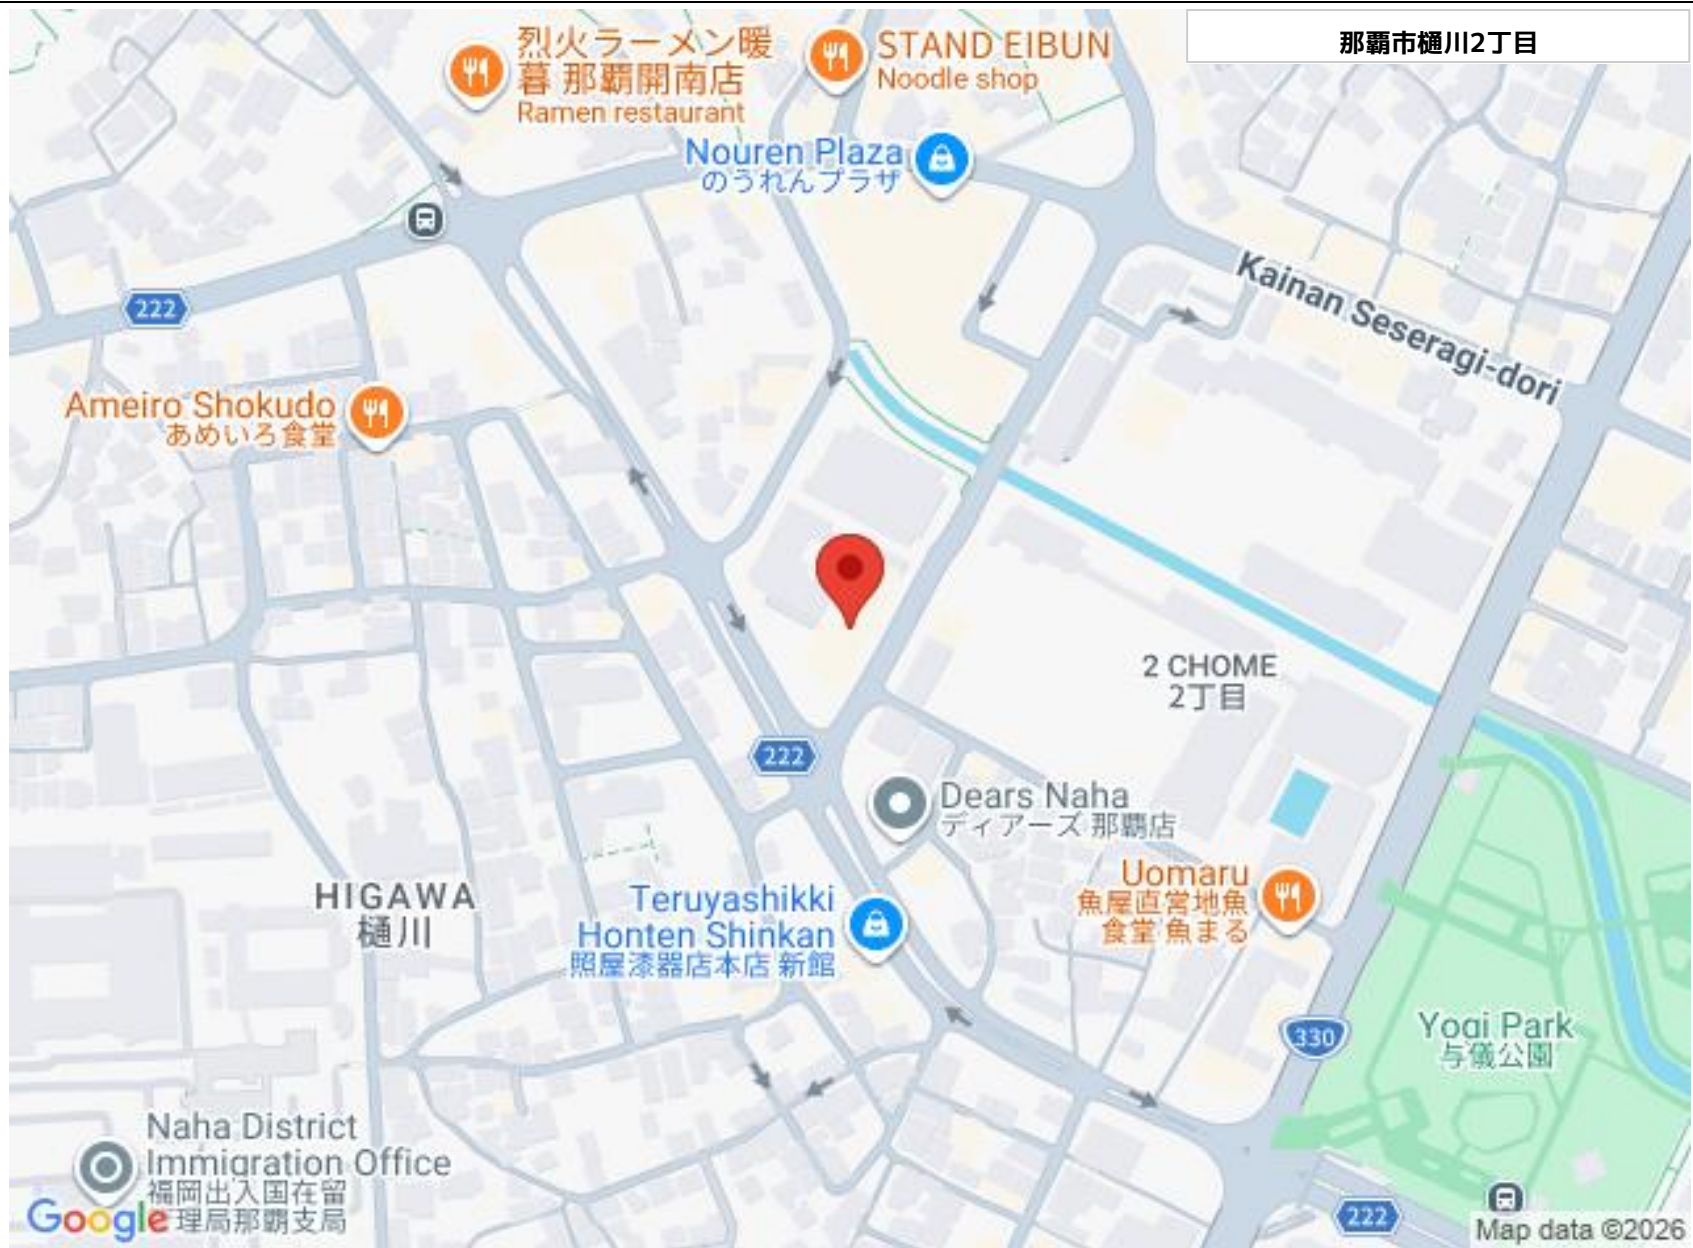 那覇市樋川2丁目
烈火ラーメン暖
暮 那覇開南店
Ramen restaurant
STAND EIBUN
Noodle shop
Nouren Plaza
のうれんプラザ
222
Kainan Seseragi-dori
Ameiro Shokudo
あめいろ食堂
2 CHOME
2丁目
222
Dears Naha
ディアーズ 那覇店
Uomaru
魚屋直営地魚
食堂 魚まる
HIGAWA
樋川
Teruyashikki
Honten Shinkan
照屋漆器店本店 新館
330
Yogi Park
与儀公園
Naha District
Immigration Office
福岡出入国在留
理局那覇支局
Google
222
Map data ©2026